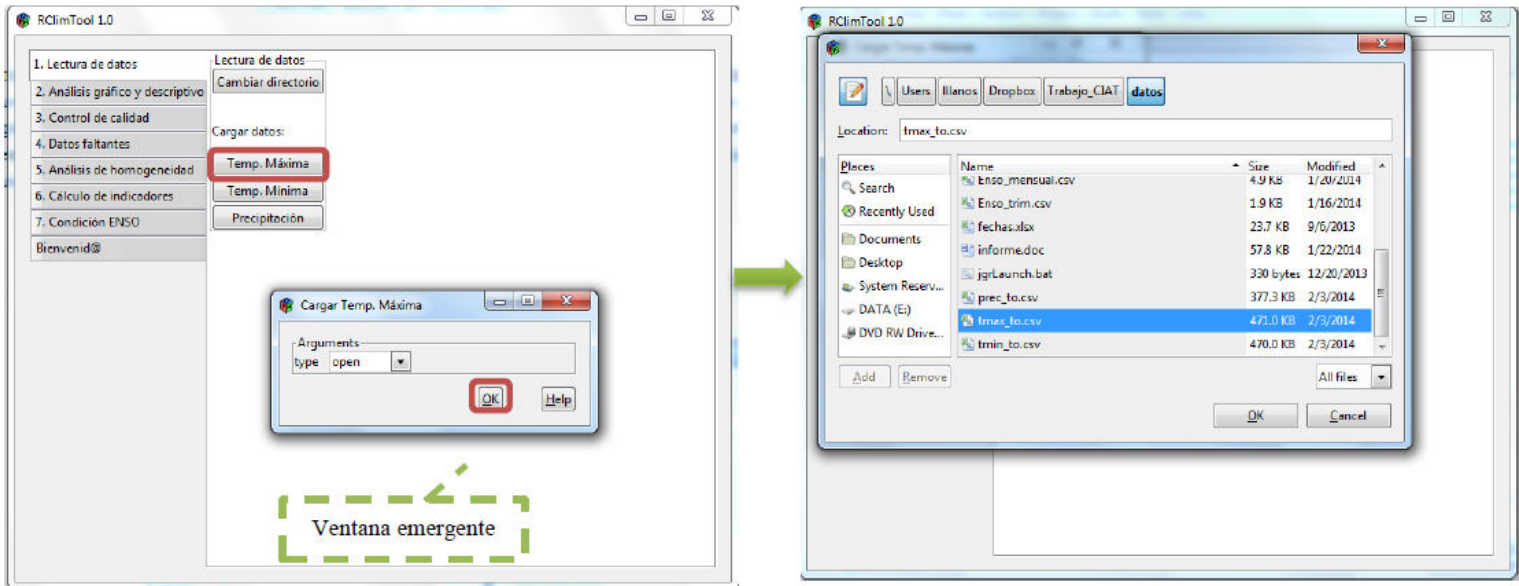 RClimTool 1.0
1. Lectura de datos
2. Análisis gráfico y descriptivo
3. Control de calidad
4. Datos faltantes
5. Análisis de homogeneidad
6. Cálculo de indicadores
7. Condición ENSO
Bienvenid@
Lectura de datos
Cambiar directorio
Cargar datos:
Temp. Máxima
Temp. Mínima
Precipitación
Cargar Temp. Máxima
Arguments
type open
OK Help
Ventana emergente
RClimTool 1.0
Cargar Temp. Máxima
\ Users lllanos Dropbox Trabajo_CIAT datos
Location: tmax_to.csv
Places
Search
Recently Used
Documents
Desktop
System Reserv...
DATA (E:)
DVD RW Drive...
Name Size Modified
Enso_mensual.csv 4.9 KB 1/20/2014
Enso_trim.csv 1.9 KB 1/16/2014
fechas.xlsx 23.7 KB 9/6/2013
informe.doc 57.8 KB 1/22/2014
jgrLaunch.bat 330 bytes 12/20/2013
prec_to.csv 377.3 KB 2/3/2014
tmax_to.csv 471.0 KB 2/3/2014
tmin_to.csv 470.0 KB 2/3/2014
Add Remove
All files
OK Cancel